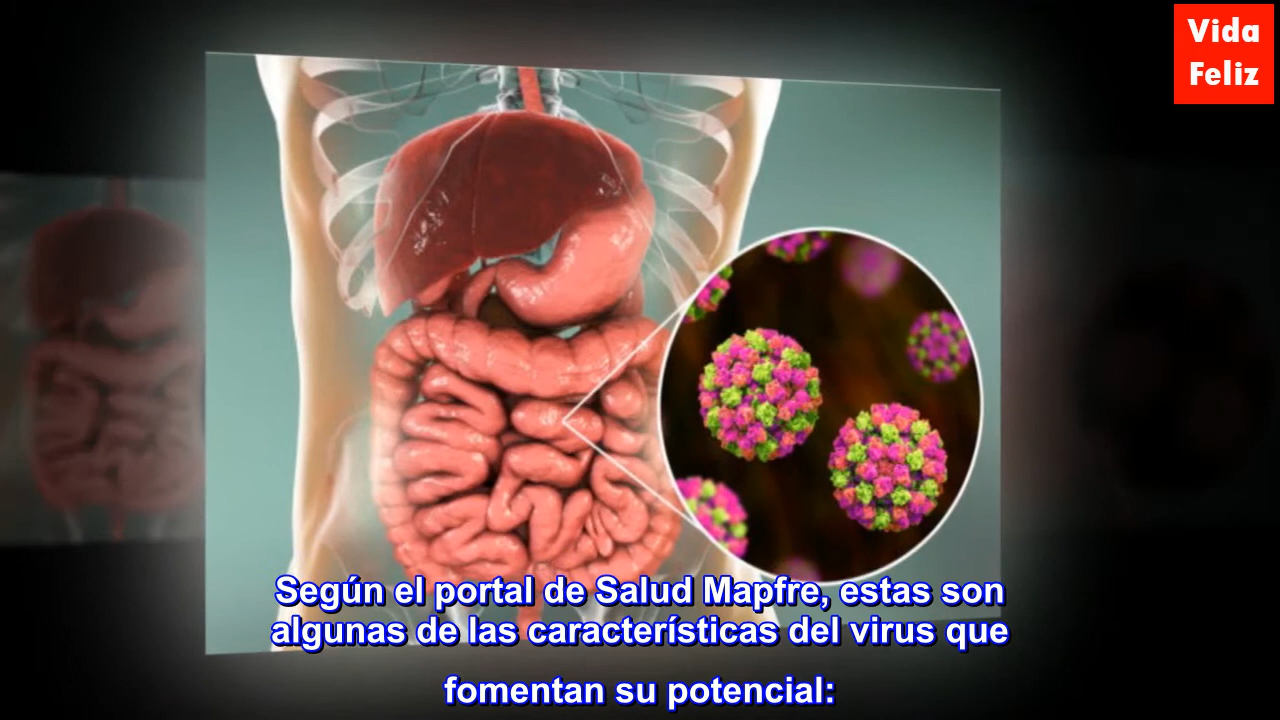 Vida
Feliz
Según el portal de Salud Mapfre, estas son
algunas de las características del virus que
fomentan su potencial: